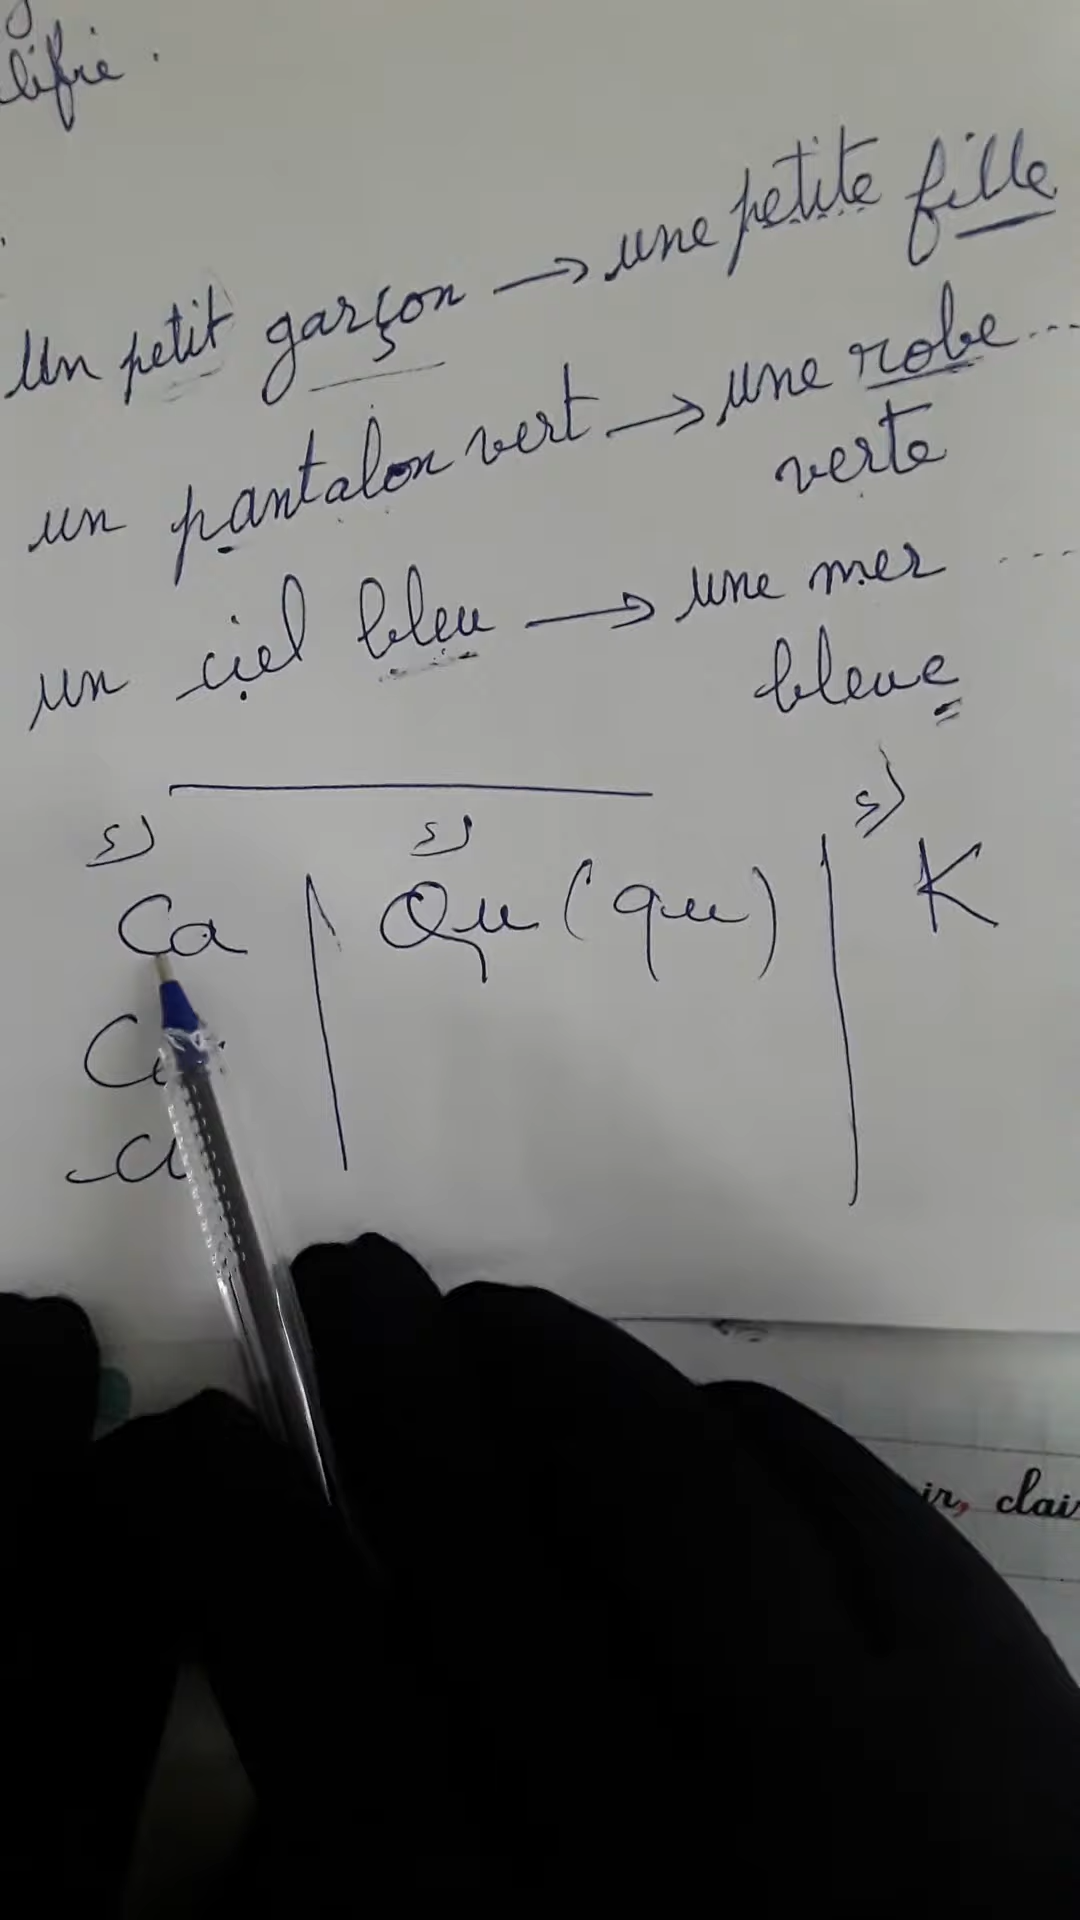 Un petit garçon → une petite fille
un pantalon vert → une robe ...
verte
un ciel bleu → une mer ...
bleue
Ca | Qu (qu) | K
clair